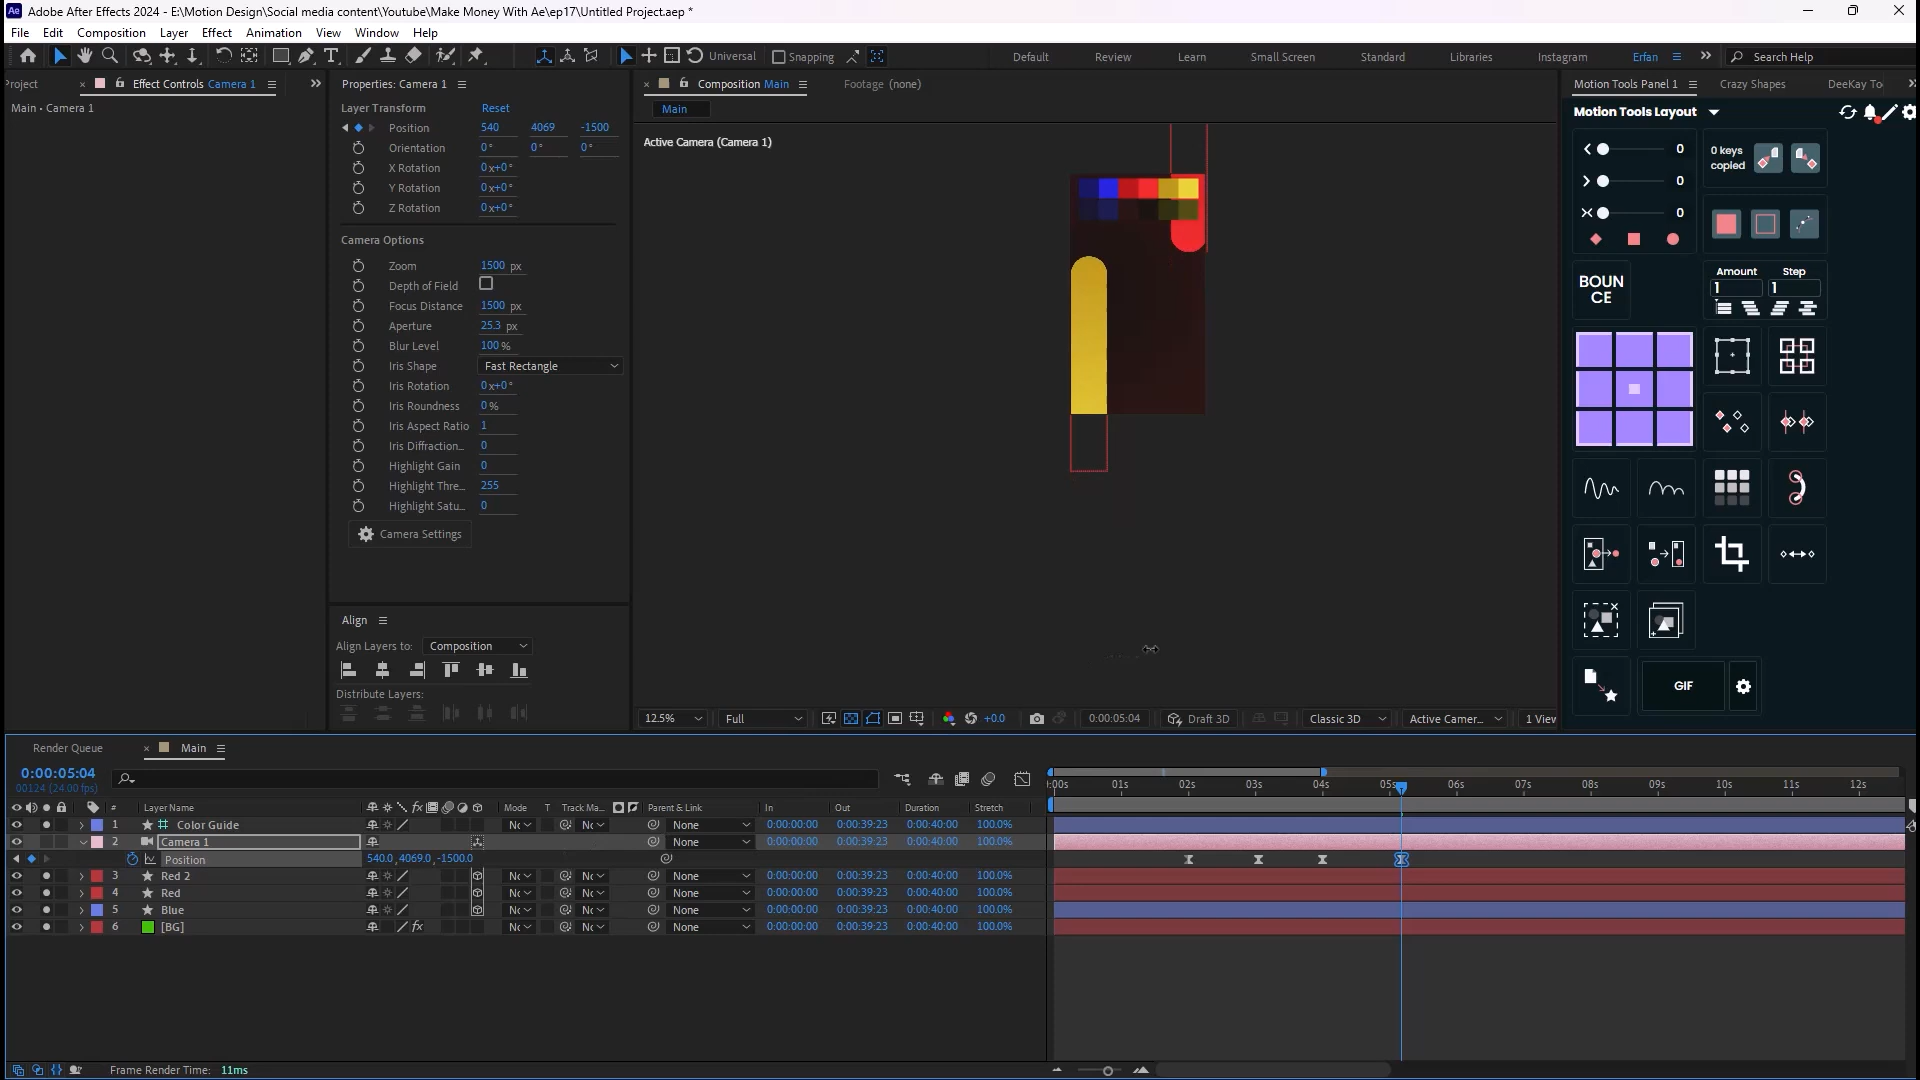 Ae Adobe After Effects 2024 - E:\Motion Design\Social media content\Youtube\Make Money With Ae\ep17\Untitled Project.aep *
File Edit Composition Layer Effect Animation View Window Help
Universal Snapping Default Review Learn Small Screen Standard Libraries Instagram Erfan Search Help
Project Effect Controls Camera 1 Properties: Camera 1 Composition Main Footage (none) Motion Tools Panel 1 Crazy Shapes DeeKay To
Main • Camera 1
Layer Transform Reset
Main
Motion Tools Layout
Position 540 4069 -1500
Active Camera (Camera 1)
Orientation 0° 0° 0°
X Rotation 0x+0°
Y Rotation 0x+0°
Z Rotation 0x+0°
0
0 keys copied
0
0
Camera Options
Zoom 1500 px
Depth of Field
Focus Distance 1500 px
Aperture 25.3 px
Blur Level 100 %
Iris Shape Fast Rectangle
Iris Rotation 0x+0°
Iris Roundness 0 %
Iris Aspect Ratio 1
Iris Diffraction... 0
Highlight Gain 0
Highlight Thre... 255
Highlight Satu... 0
Camera Settings
BOUN
CE
Amount Step
1 1
GIF
Align
Align Layers to: Composition
Distribute Layers:
12.5% Full +0.0 0:00:05:04 Draft 3D Classic 3D Active Camer... 1 View
Render Queue Main
0:00:05:04
00124 (24.00 fps)
:00s 01s 02s 03s 04s 05s 06s 07s 08s 09s 10s 11s 12s
# Layer Name fx Mode T Track Ma... Parent & Link In Out Duration Stretch
1 Color Guide Nc Nc None 0:00:00:00 0:00:39:23 0:00:40:00 100.0%
2 Camera 1 None 0:00:00:00 0:00:39:23 0:00:40:00 100.0%
Position 540.0,4069.0,-1500.0
3 Red 2 Nc Nc None 0:00:00:00 0:00:39:23 0:00:40:00 100.0%
4 Red Nc Nc None 0:00:00:00 0:00:39:23 0:00:40:00 100.0%
5 Blue Nc Nc None 0:00:00:00 0:00:39:23 0:00:40:00 100.0%
6 [BG] fx Nc Nc None 0:00:00:00 0:00:39:23 0:00:40:00 100.0%
Frame Render Time: 11ms